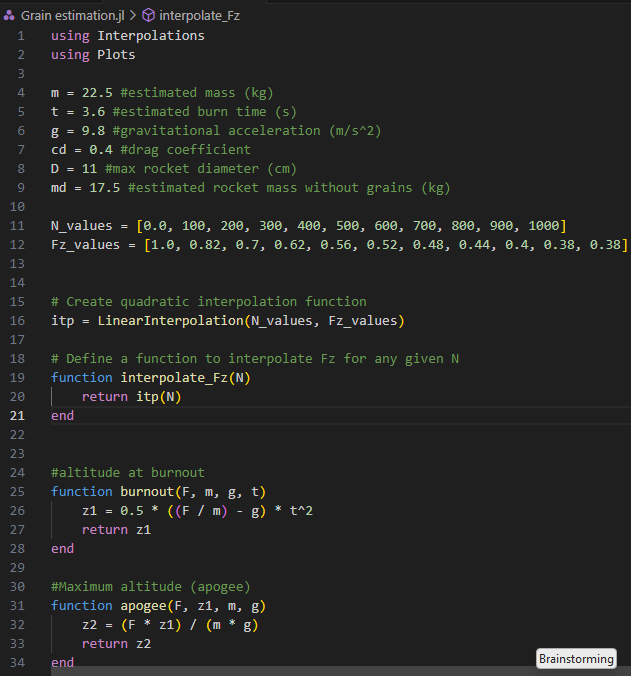 Grain estimation.jl > interpolate_Fz
1 using Interpolations
2 using Plots
3
4 m = 22.5 #estimated mass (kg)
5 t = 3.6 #estimated burn time (s)
6 g = 9.8 #gravitational acceleration (m/s^2)
7 cd = 0.4 #drag coefficient
8 D = 11 #max rocket diameter (cm)
9 md = 17.5 #estimated rocket mass without grains (kg)
10
11 N_values = [0.0, 100, 200, 300, 400, 500, 600, 700, 800, 900, 1000]
12 Fz_values = [1.0, 0.82, 0.7, 0.62, 0.56, 0.52, 0.48, 0.44, 0.4, 0.38, 0.38]
13
14
15 # Create quadratic interpolation function
16 itp = LinearInterpolation(N_values, Fz_values)
17
18 # Define a function to interpolate Fz for any given N
19 function interpolate_Fz(N)
20     return itp(N)
21 end
22
23
24 #altitude at burnout
25 function burnout(F, m, g, t)
26     z1 = 0.5 * ((F / m) - g) * t^2
27     return z1
28 end
29
30 #Maximum altitude (apogee)
31 function apogee(F, z1, m, g)
32     z2 = (F * z1) / (m * g)
33     return z2
34 end
Brainstorming